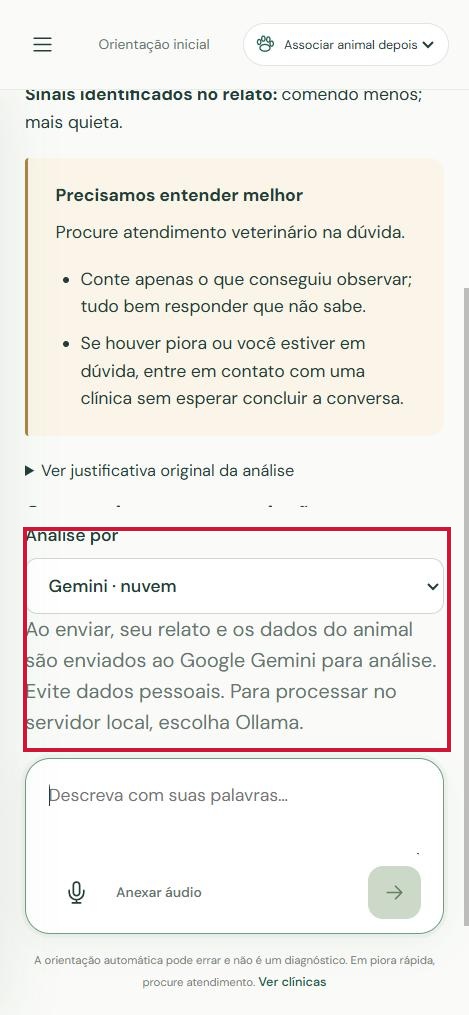 Orientação inicial
Associar animal depois
Sinais identificados no relato: comendo menos;
mais quieta.
Precisamos entender melhor
Procure atendimento veterinário na dúvida.
Conte apenas o que conseguiu observar;
tudo bem responder que não sabe.
Se houver piora ou você estiver em
dúvida, entre em contato com uma
clínica sem esperar concluir a conversa.
Ver justificativa original da análise
Análise por
Gemini · nuvem
Ao enviar, seu relato e os dados do animal
são enviados ao Google Gemini para análise.
Evite dados pessoais. Para processar no
servidor local, escolha Ollama.
Descreva com suas palavras...
Anexar áudio
A orientação automática pode errar e não é um diagnóstico. Em piora rápida,
procure atendimento. Ver clínicas